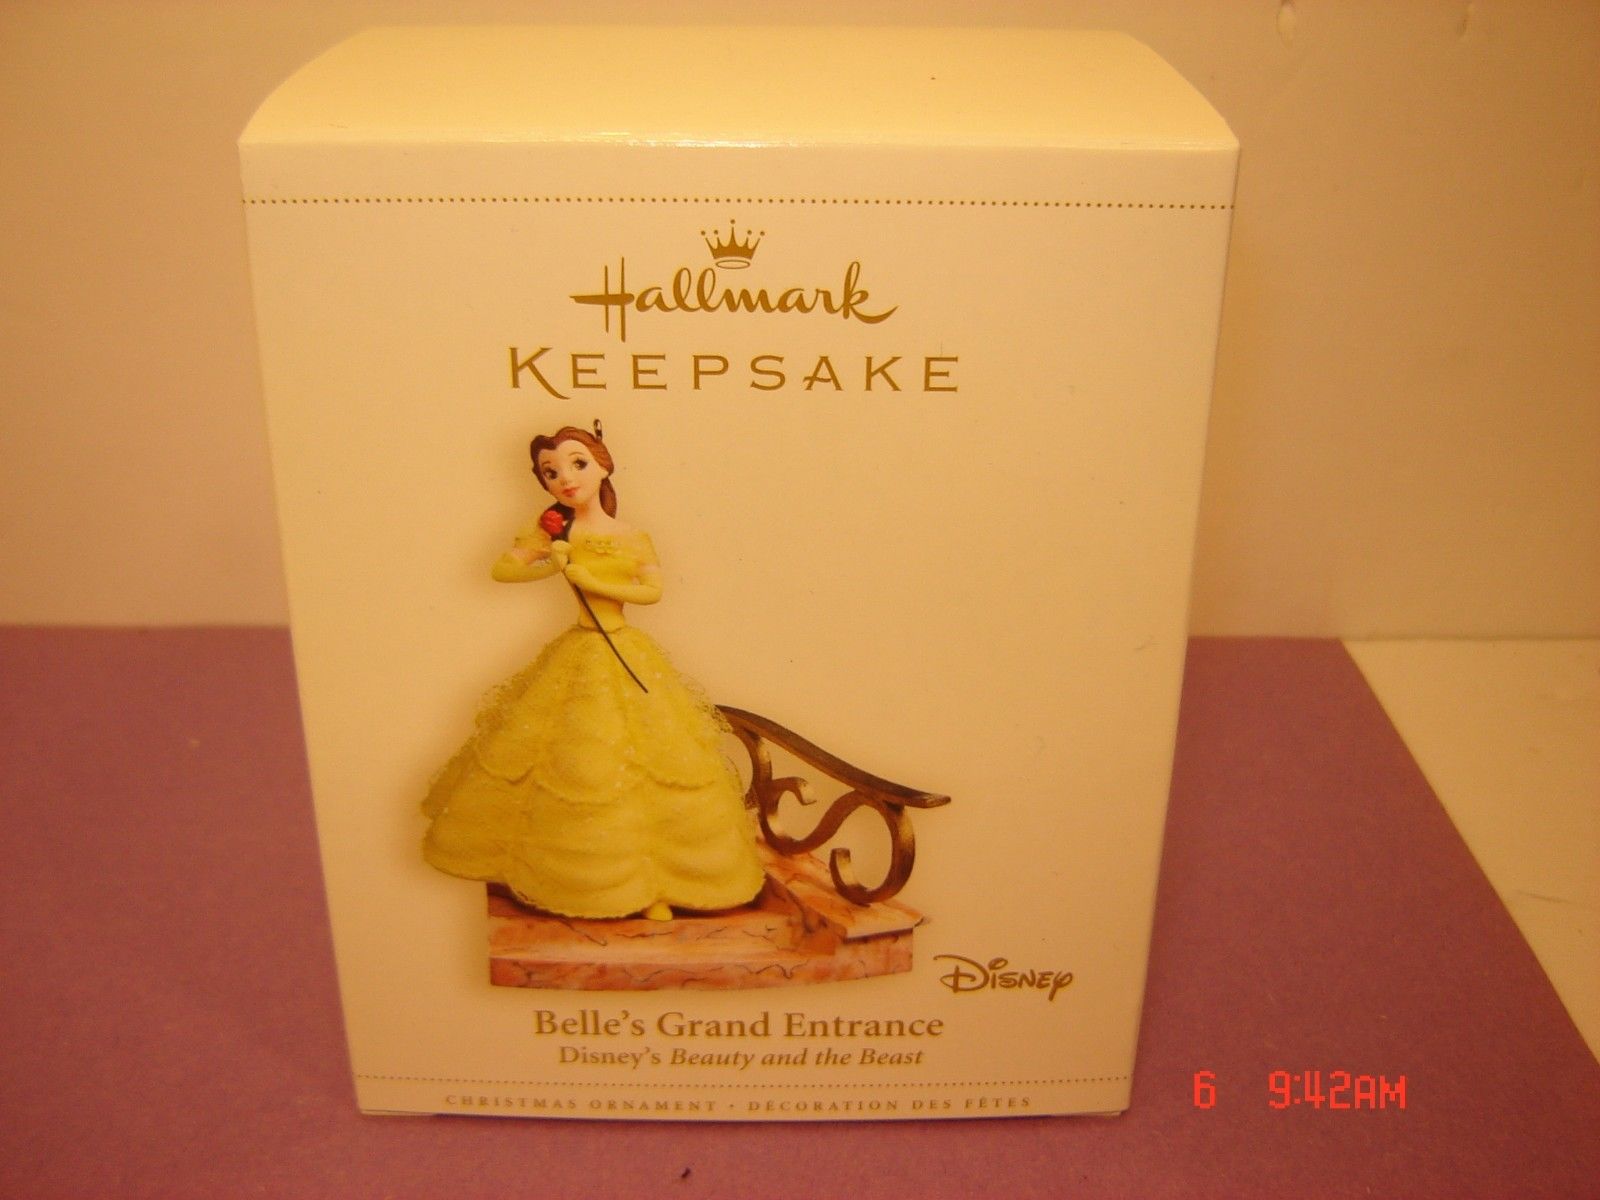 Hallmark
KEEPSAKE
Disney
Belle's Grand Entrance
Disney's Beauty and the Beast
CHRISTMAS ORNAMENT • DÉCORATION DES FÊTES
6 9:42AM